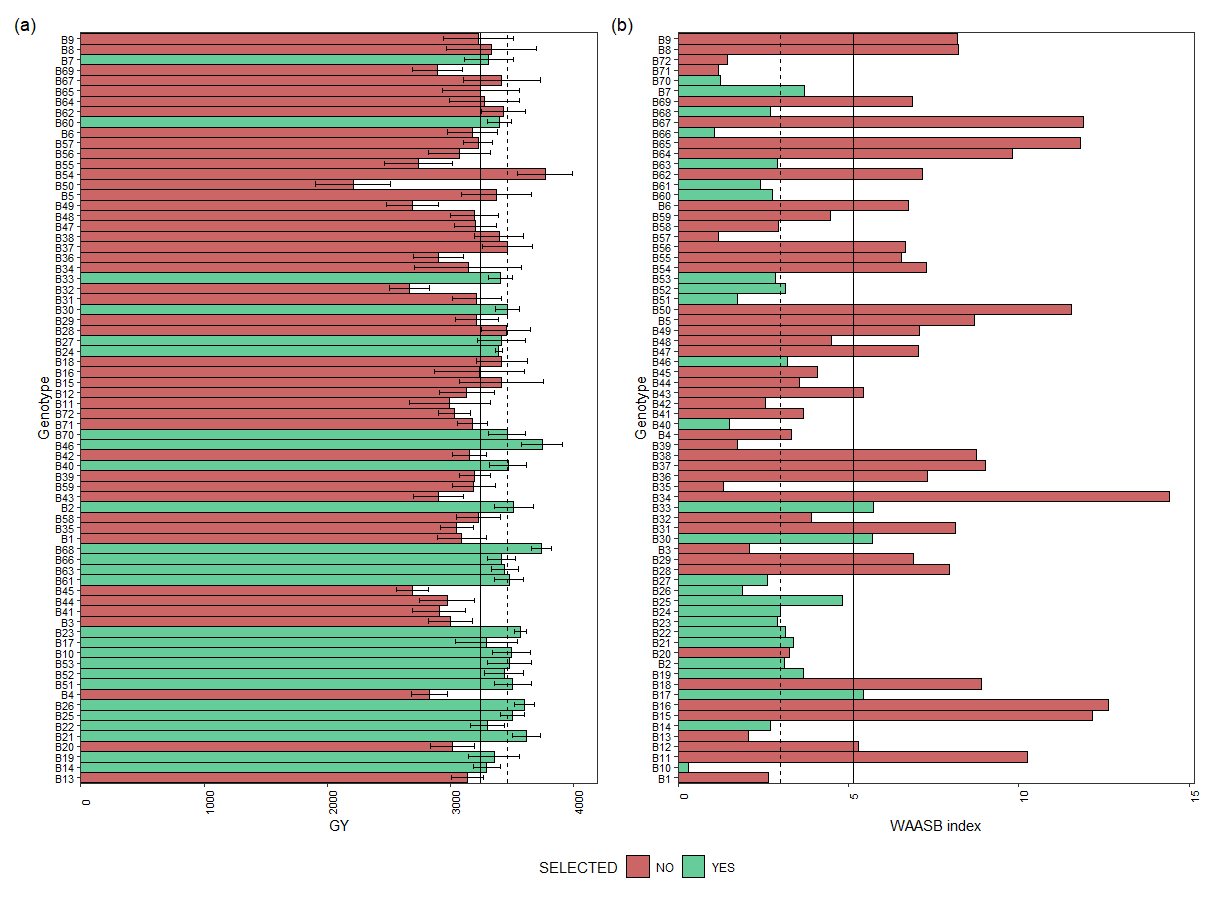 (a)
B9
B8
B7
B69
B67
B65
B64
B62
B60
B6
B57
B56
B55
B54
B50
B5
B49
B48
B47
B38
B37
B36
B34
B33
B32
B31
B30
B29
B28
B27
B24
B18
B16
B15
B12
B11
B72
B71
B70
B46
B42
B40
B39
B59
B43
B2
B58
B35
B1
B68
B66
B63
B61
B45
B44
B41
B3
B23
B17
B10
B53
B52
B51
B4
B26
B25
B22
B21
B20
B19
B14
B13
Genotype
0 1000 2000 3000 4000
GY
(b)
B9
B8
B72
B71
B70
B7
B69
B68
B67
B66
B65
B64
B63
B62
B61
B60
B6
B59
B58
B57
B56
B55
B54
B53
B52
B51
B50
B5
B49
B48
B47
B46
B45
B44
B43
B42
B41
B40
B4
B39
B38
B37
B36
B35
B34
B33
B32
B31
B30
B3
B29
B28
B27
B26
B25
B24
B23
B22
B21
B20
B2
B19
B18
B17
B16
B15
B14
B13
B12
B11
B10
B1
Genotype
0 5 10 15
WAASB index
SELECTED NO YES